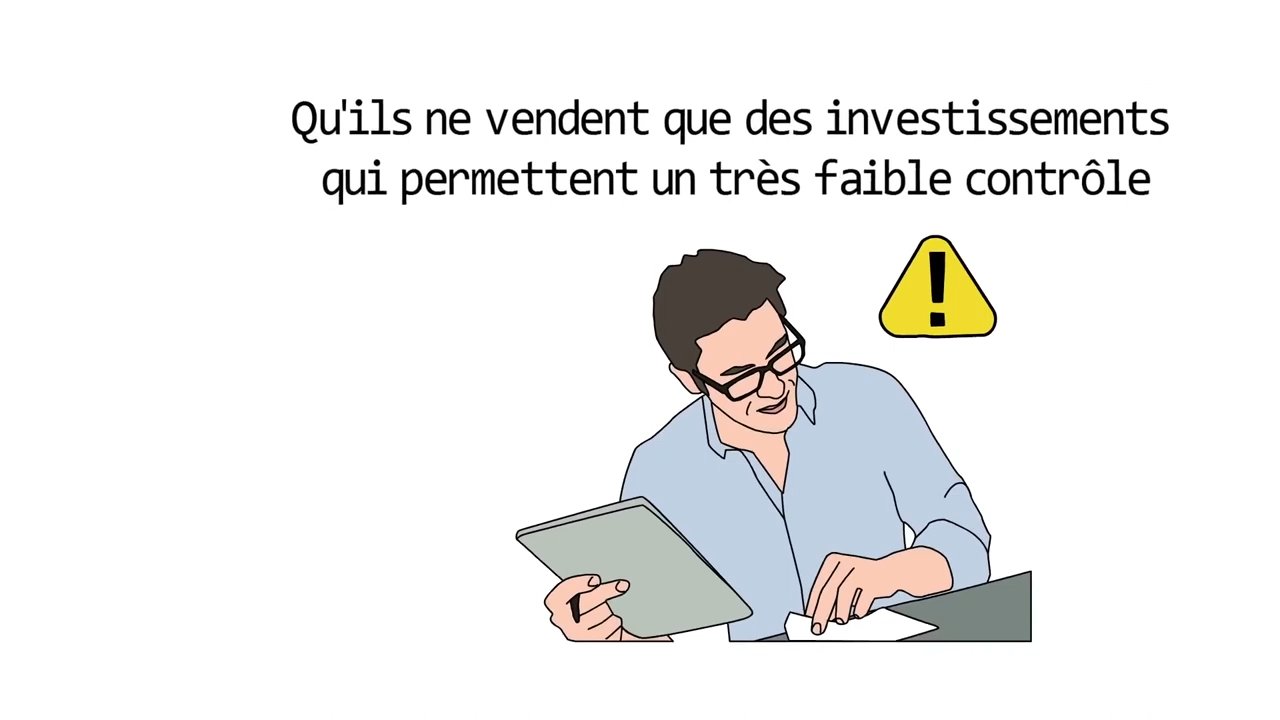 Qu'ils ne vendent que des investissements
qui permettent un très faible contrôle
!